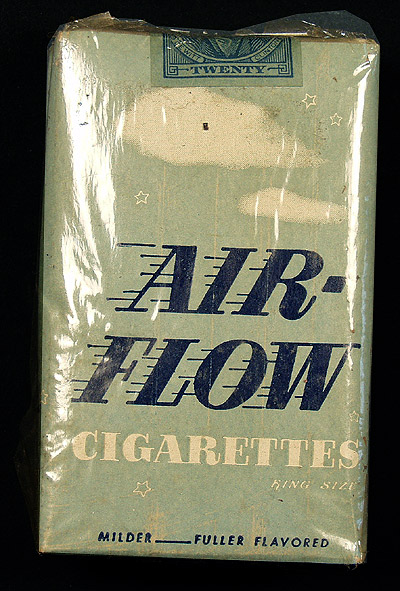 TWENTY
AIR-
FLOW
CIGARETTES
KING SIZE
MILDER——FULLER FLAVORED